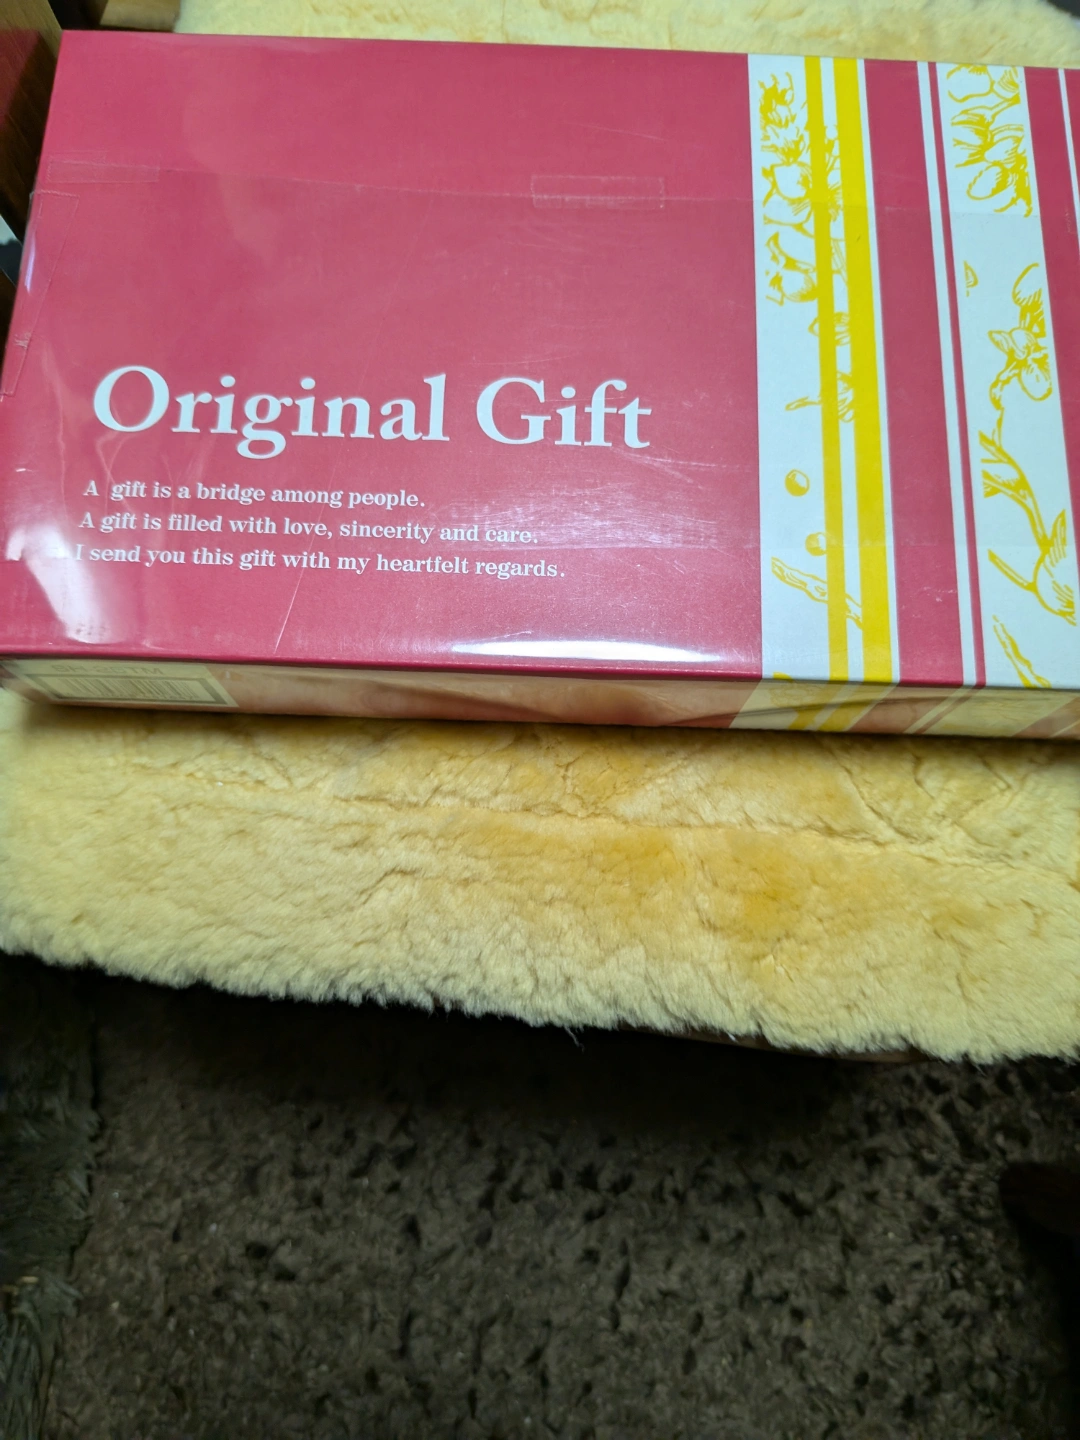 Original Gift
A gift is a bridge among people.
A gift is filled with love, sincerity and care.
I send you this gift with my heartfelt regards.